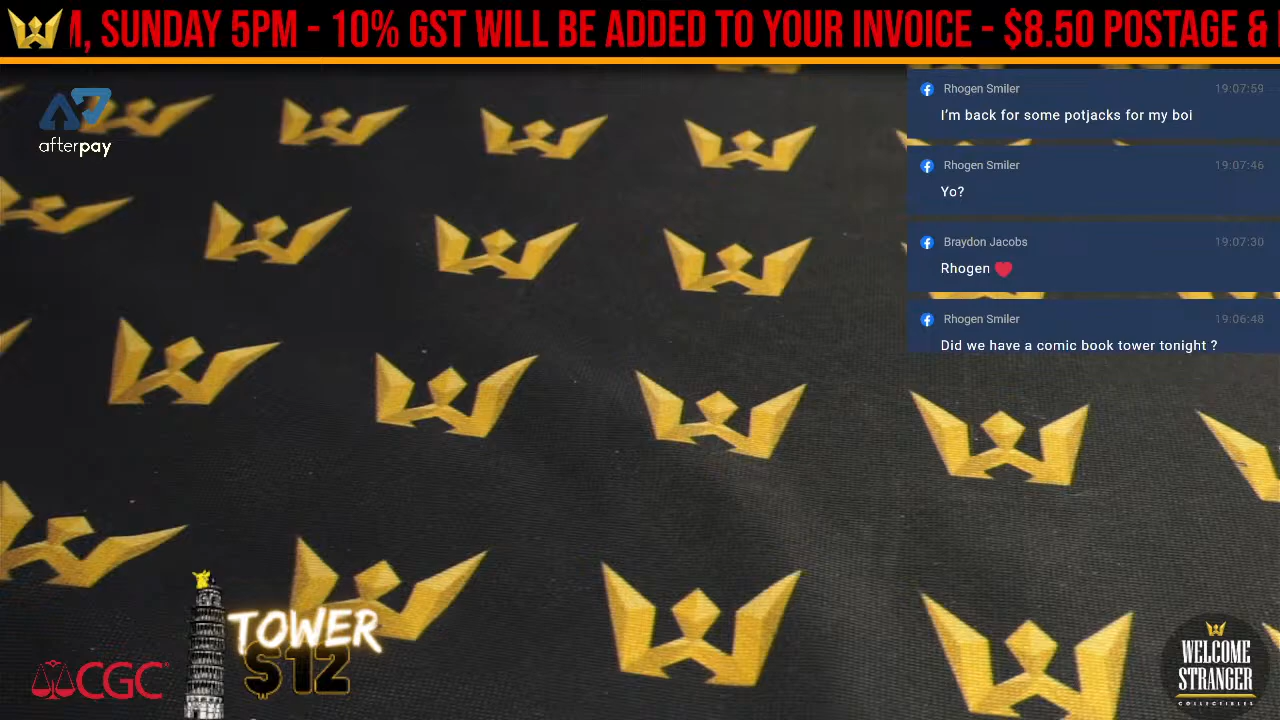 M, SUNDAY 5PM - 10% GST WILL BE ADDED TO YOUR INVOICE - $8.50 POSTAGE &
afterpay
Rhogen Smiler 19:07:59
I'm back for some potjacks for my boi
Rhogen Smiler 19:07:46
Yo?
Braydon Jacobs 19:07:30
Rhogen ❤️
Rhogen Smiler 19:06:48
Did we have a comic book tower tonight ?
TOWER
$12
CGC
WELCOME
STRANGER
COLLECTIBLES